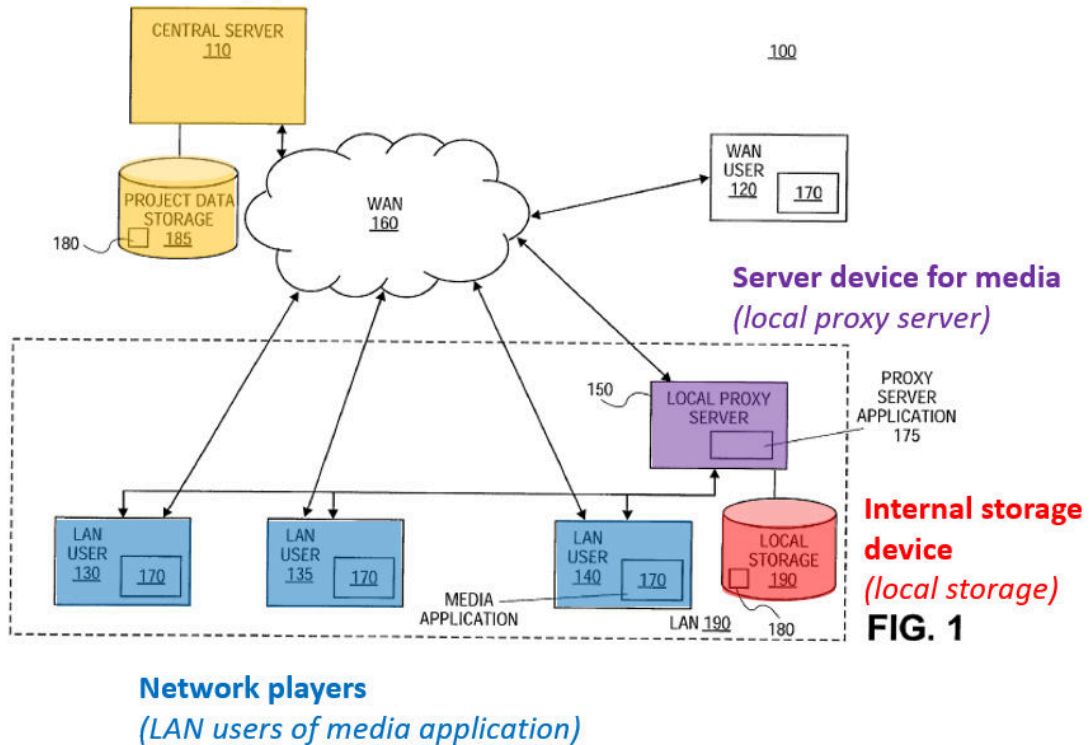 CENTRAL SERVER
110
100
WAN
USER
120
170
WAN
160
PROJECT DATA
STORAGE
185
180
Server device for media
(local proxy server)
150
LOCAL PROXY
SERVER
PROXY
SERVER
APPLICATION
175
LAN
USER
130
170
LAN
USER
135
170
LAN
USER
140
170
LOCAL
STORAGE
190
Internal storage
device
(local storage)
MEDIA
APPLICATION
LAN 190
180
FIG. 1
Network players
(LAN users of media application)